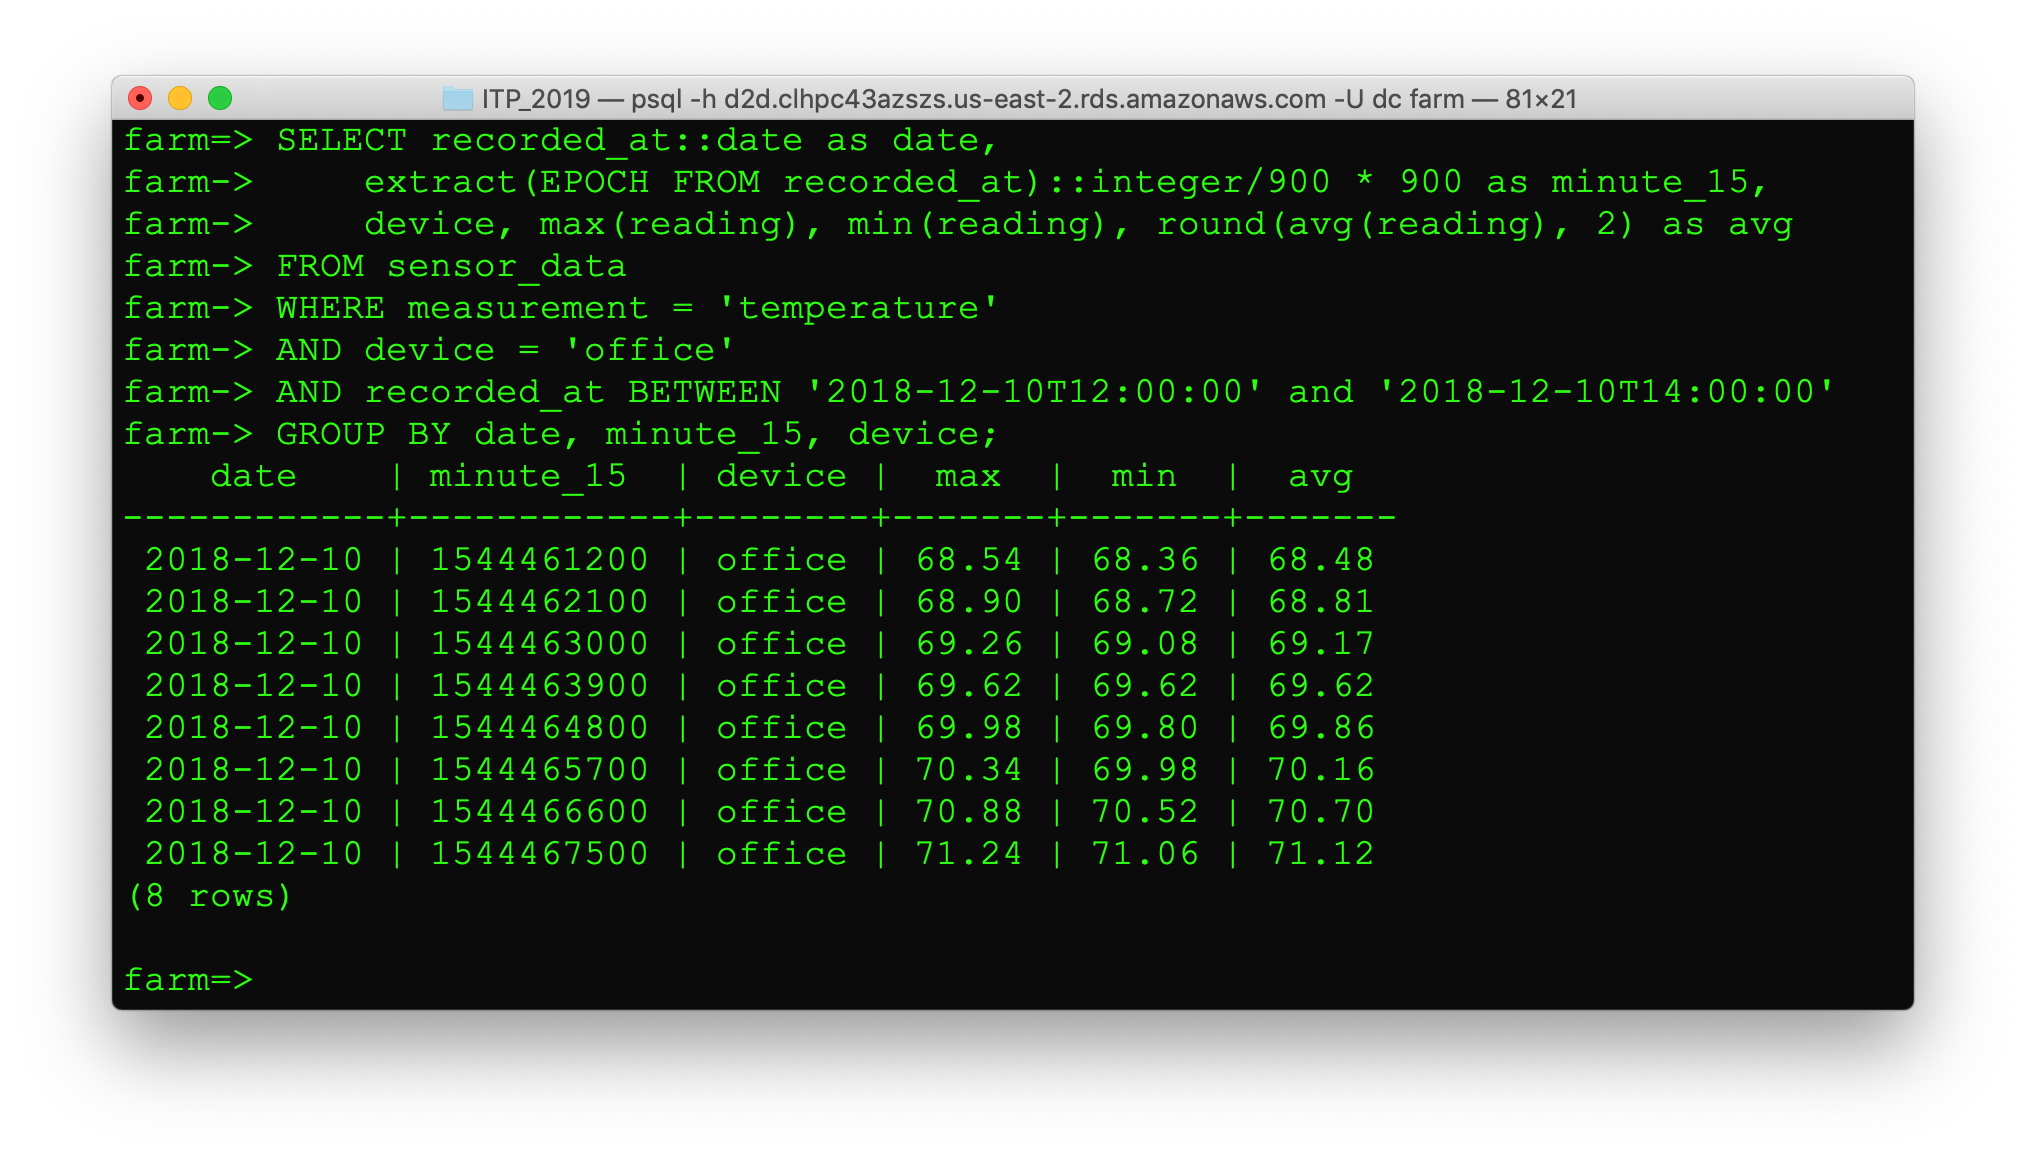 ITP_2019 — psql -h d2d.clhpc43azszs.us-east-2.rds.amazonaws.com -U dc farm — 81×21
farm=> SELECT recorded_at::date as date,
farm->     extract(EPOCH FROM recorded_at)::integer/900 * 900 as minute_15,
farm->     device, max(reading), min(reading), round(avg(reading), 2) as avg
farm-> FROM sensor_data
farm-> WHERE measurement = 'temperature'
farm-> AND device = 'office'
farm-> AND recorded_at BETWEEN '2018-12-10T12:00:00' and '2018-12-10T14:00:00'
farm-> GROUP BY date, minute_15, device;
    date    | minute_15  | device |  max  |  min  |  avg
------------+------------+--------+-------+-------+-------
 2018-12-10 | 1544461200 | office | 68.54 | 68.36 | 68.48
 2018-12-10 | 1544462100 | office | 68.90 | 68.72 | 68.81
 2018-12-10 | 1544463000 | office | 69.26 | 69.08 | 69.17
 2018-12-10 | 1544463900 | office | 69.62 | 69.62 | 69.62
 2018-12-10 | 1544464800 | office | 69.98 | 69.80 | 69.86
 2018-12-10 | 1544465700 | office | 70.34 | 69.98 | 70.16
 2018-12-10 | 1544466600 | office | 70.88 | 70.52 | 70.70
 2018-12-10 | 1544467500 | office | 71.24 | 71.06 | 71.12
(8 rows)
farm=>